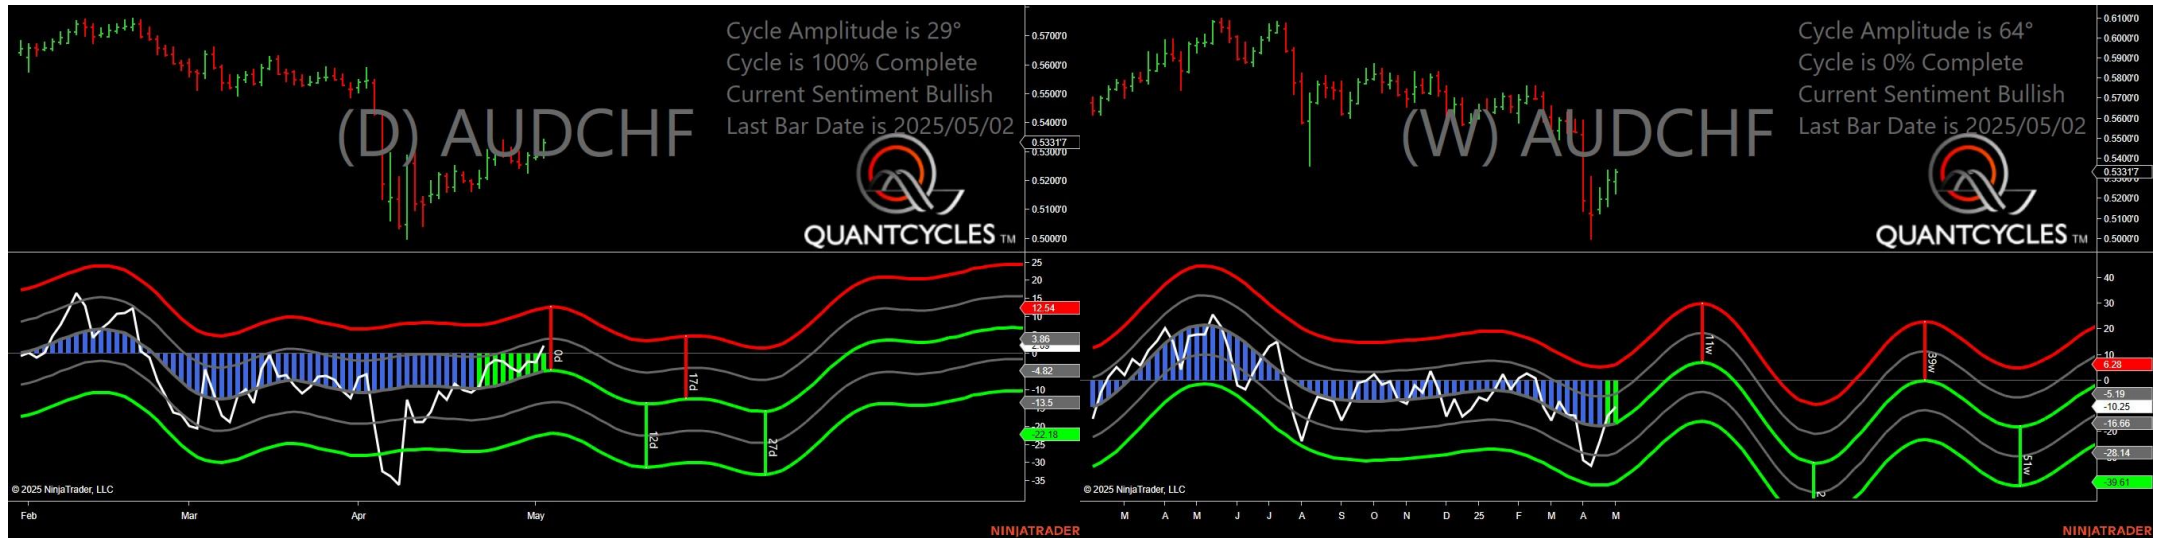 Cycle Amplitude is 29°
Cycle is 100% Complete
Current Sentiment Bullish
Last Bar Date is 2025/05/02
(D) AUDCHF
QUANTCYCLES TM
0.5700'0
0.5600'0
0.5500'0
0.5400'0
0.5331'7
0.5300'0
0.5200'0
0.5100'0
0.5000'0
25
20
15
12.54
10
3.86
0
-4.82
-10
-13.5
-15
-22.18
-25
-30
-35
0d
12d
17d
27d
© 2025 NinjaTrader, LLC
Feb Mar Apr May
NINJATRADER
Cycle Amplitude is 64°
Cycle is 0% Complete
Current Sentiment Bullish
Last Bar Date is 2025/05/02
(W) AUDCHF
QUANTCYCLES TM
0.6100'0
0.6000'0
0.5900'0
0.5800'0
0.5700'0
0.5600'0
0.5500'0
0.5400'0
0.5331'7
0.5200'0
0.5100'0
0.5000'0
40
30
20
10
6.28
0
-5.19
-10.25
-16.66
-20
-28.14
-39.61
11w
39w
51w
© 2025 NinjaTrader, LLC
M A M J J A S O N D 25 F M A M
NINJATRADER